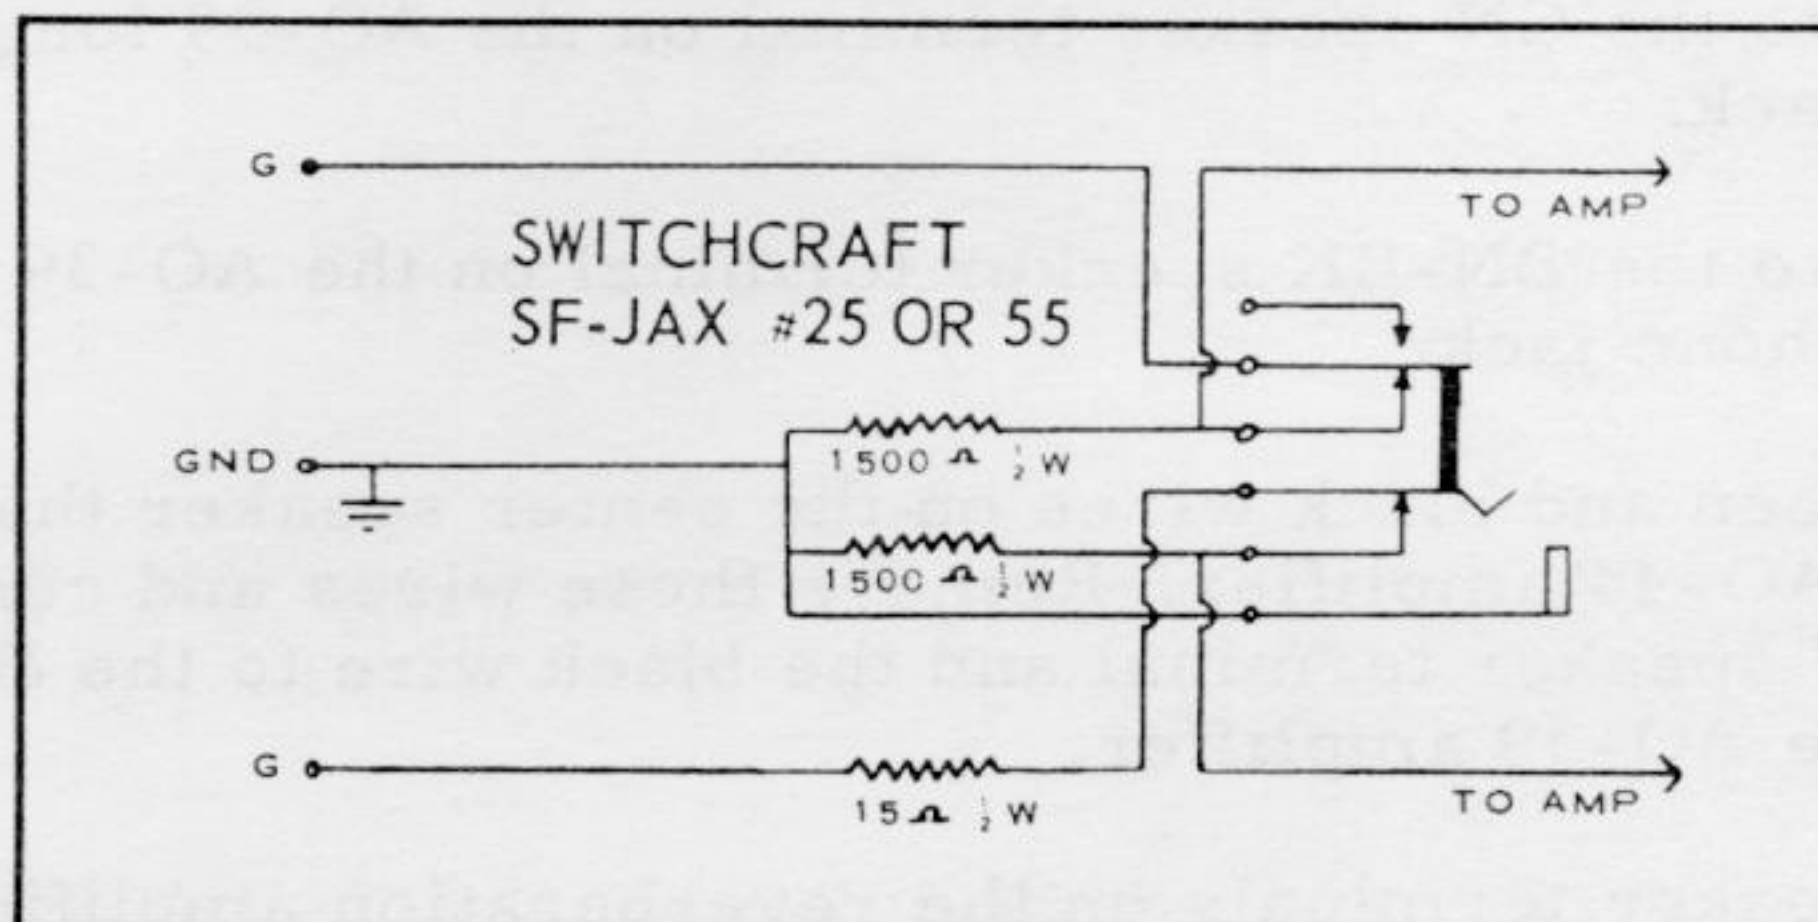 G
TO AMP
SWITCHCRAFT
SF-JAX #25 OR 55
GND
1500 Ω ½ W
1500 Ω ½ W
G
15 Ω ½ W
TO AMP